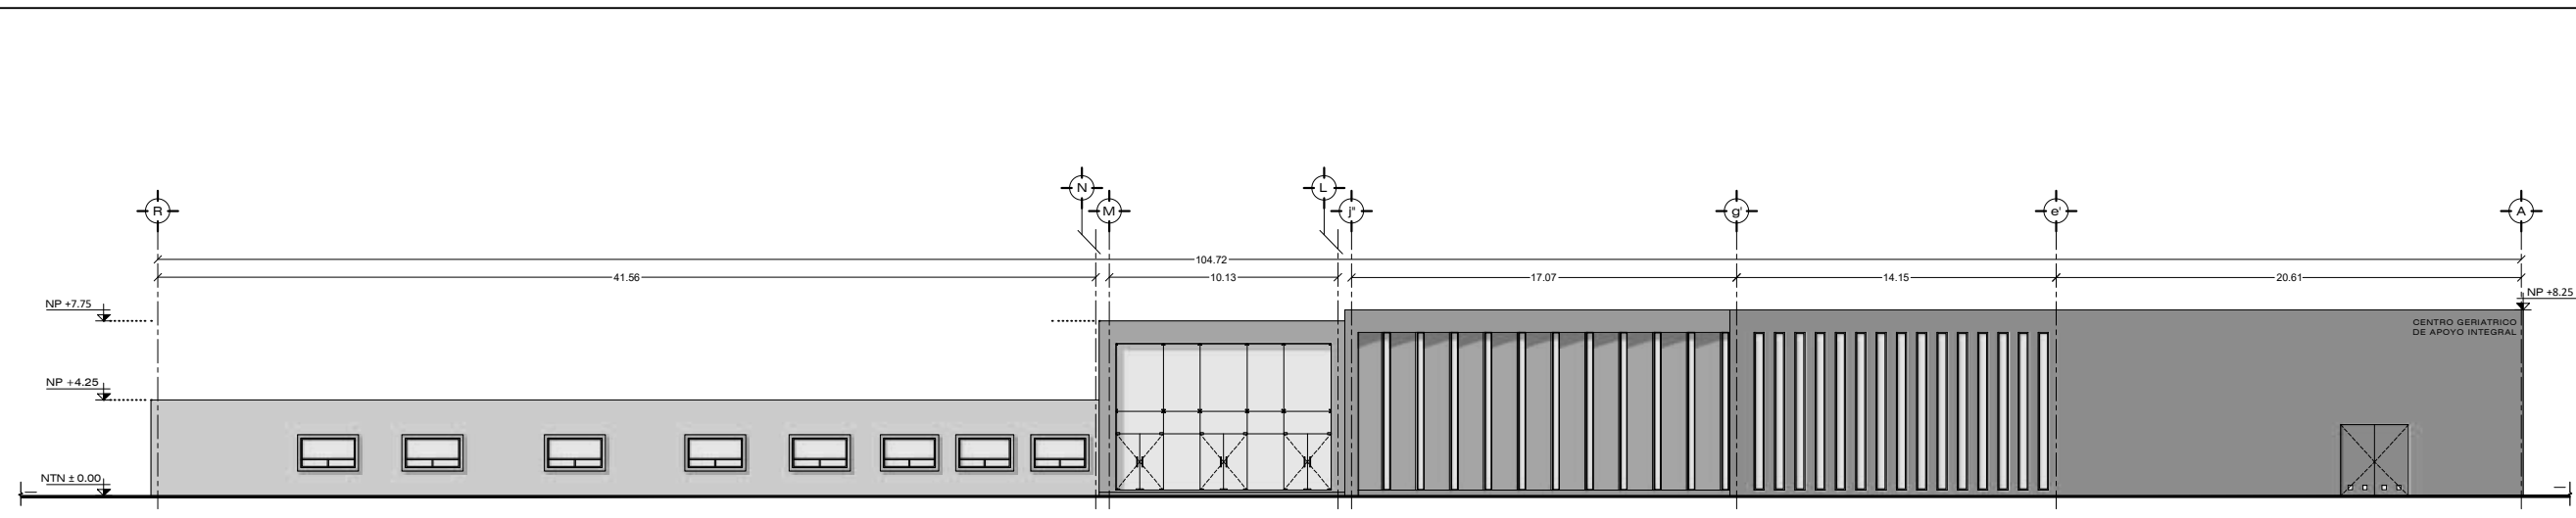 N
L
R
M
j"
g'
e'
A
104.72
41.56
10.13
17.07
14.15
20.61
NP +7.75
NP +8.25
CENTRO GERIATRICO
DE APOYO INTEGRAL
NP +4.25
NTN ± 0.00